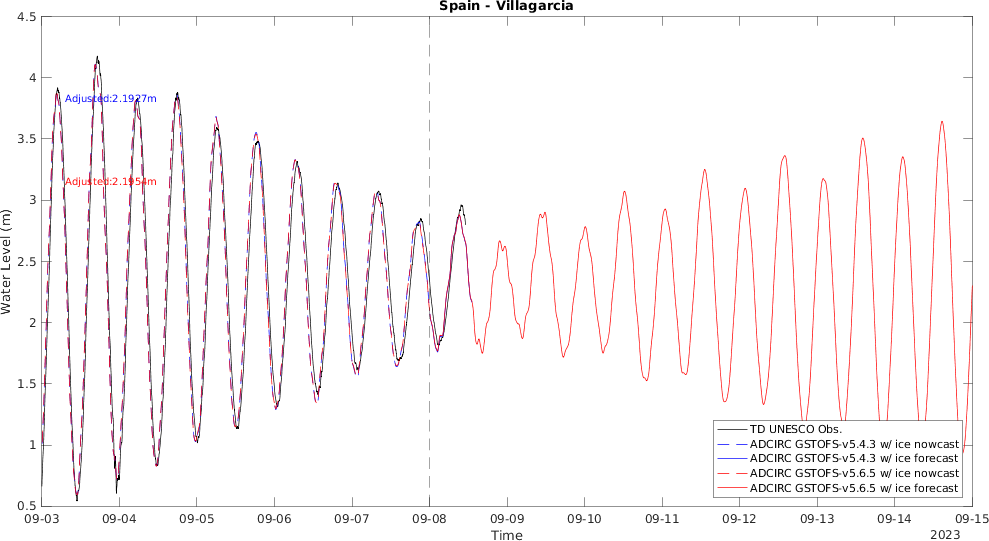 Spain - Villagarcia
4.5
4
3.5
3
2.5
2
1.5
1
0.5
Water Level (m)
Adjusted:2.1927m
Adjusted:2.1954m
TD UNESCO Obs.
ADCIRC GSTOFS-v5.4.3 w/ ice nowcast
ADCIRC GSTOFS-v5.4.3 w/ ice forecast
ADCIRC GSTOFS-v5.6.5 w/ ice nowcast
ADCIRC GSTOFS-v5.6.5 w/ ice forecast
09-03 09-04 09-05 09-06 09-07 09-08 09-09 09-10 09-11 09-12 09-13 09-14 09-15
Time
2023